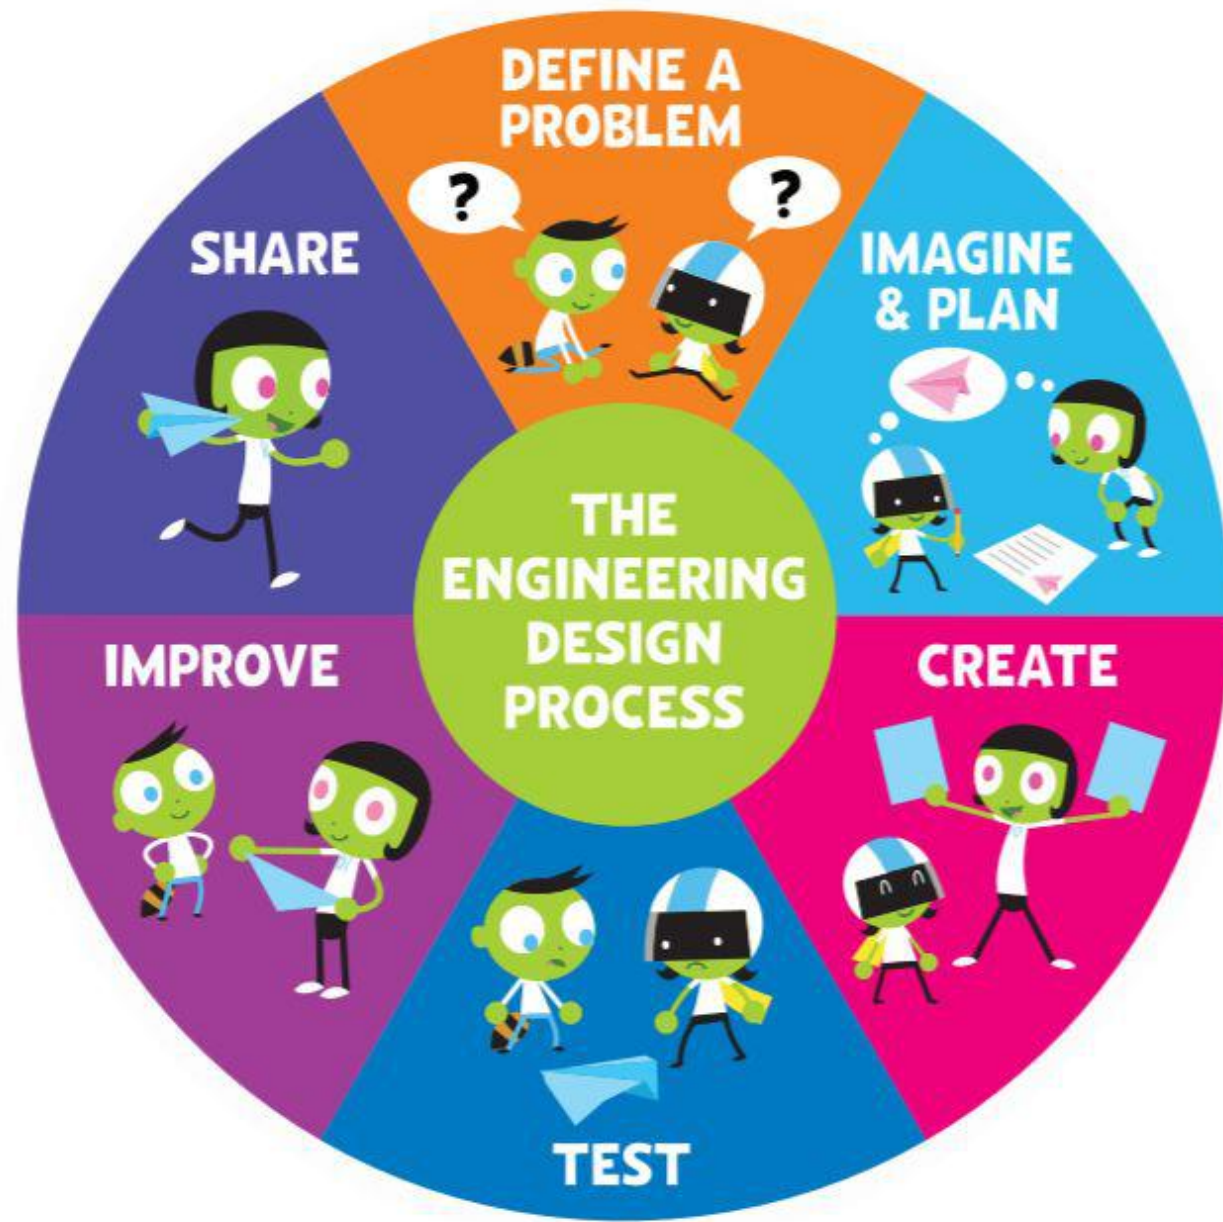 DEFINE A
PROBLEM
?
?
IMAGINE
& PLAN
CREATE
TEST
IMPROVE
SHARE
THE
ENGINEERING
DESIGN
PROCESS